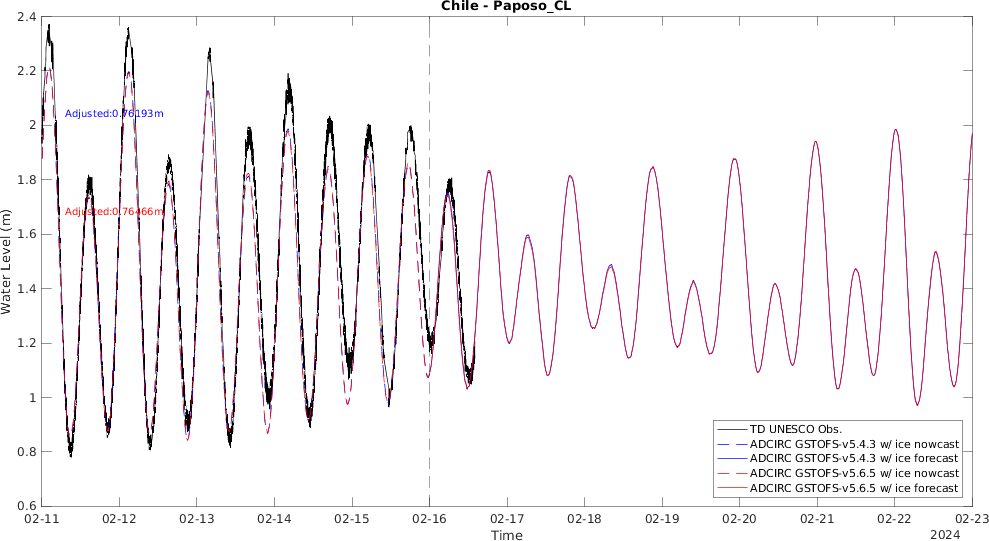 Chile - Paposo_CL
2.4
2.2
2
1.8
1.6
1.4
1.2
1
0.8
0.6
Water Level (m)
Adjusted:0.76193m
Adjusted:0.76466m
TD UNESCO Obs.
ADCIRC GSTOFS-v5.4.3 w/ ice nowcast
ADCIRC GSTOFS-v5.4.3 w/ ice forecast
ADCIRC GSTOFS-v5.6.5 w/ ice nowcast
ADCIRC GSTOFS-v5.6.5 w/ ice forecast
02-11 02-12 02-13 02-14 02-15 02-16 02-17 02-18 02-19 02-20 02-21 02-22 02-23
Time
2024